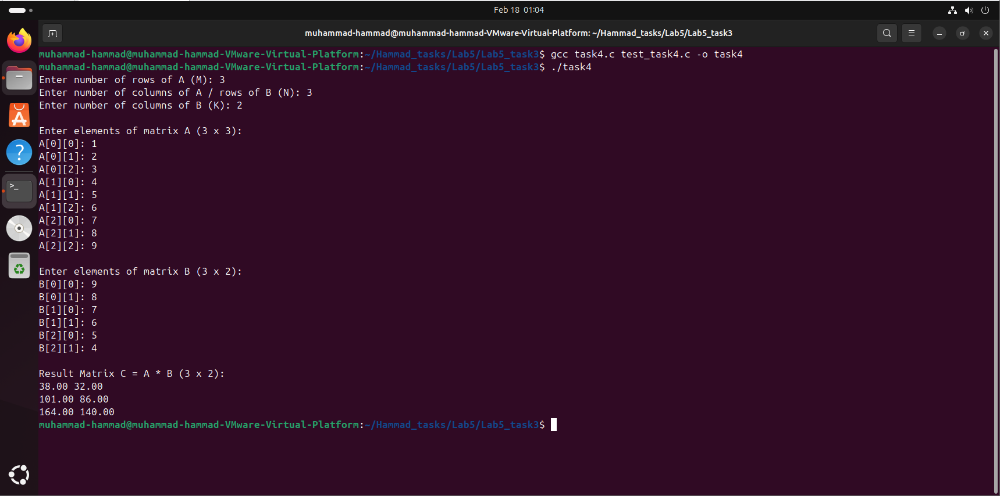 Feb 18 01:04
muhammad-hammad@muhammad-hammad-VMware-Virtual-Platform: ~/Hammad_tasks/Lab5/Lab5_task3
muhammad-hammad@muhammad-hammad-VMware-Virtual-Platform:~/Hammad_tasks/Lab5/Lab5_task3$ gcc task4.c test_task4.c -o task4
muhammad-hammad@muhammad-hammad-VMware-Virtual-Platform:~/Hammad_tasks/Lab5/Lab5_task3$ ./task4
Enter number of rows of A (M): 3
Enter number of columns of A / rows of B (N): 3
Enter number of columns of B (K): 2
Enter elements of matrix A (3 x 3):
A[0][0]: 1
A[0][1]: 2
A[0][2]: 3
A[1][0]: 4
A[1][1]: 5
A[1][2]: 6
A[2][0]: 7
A[2][1]: 8
A[2][2]: 9
Enter elements of matrix B (3 x 2):
B[0][0]: 9
B[0][1]: 8
B[1][0]: 7
B[1][1]: 6
B[2][0]: 5
B[2][1]: 4
Result Matrix C = A * B (3 x 2):
38.00 32.00
101.00 86.00
164.00 140.00
muhammad-hammad@muhammad-hammad-VMware-Virtual-Platform:~/Hammad_tasks/Lab5/Lab5_task3$